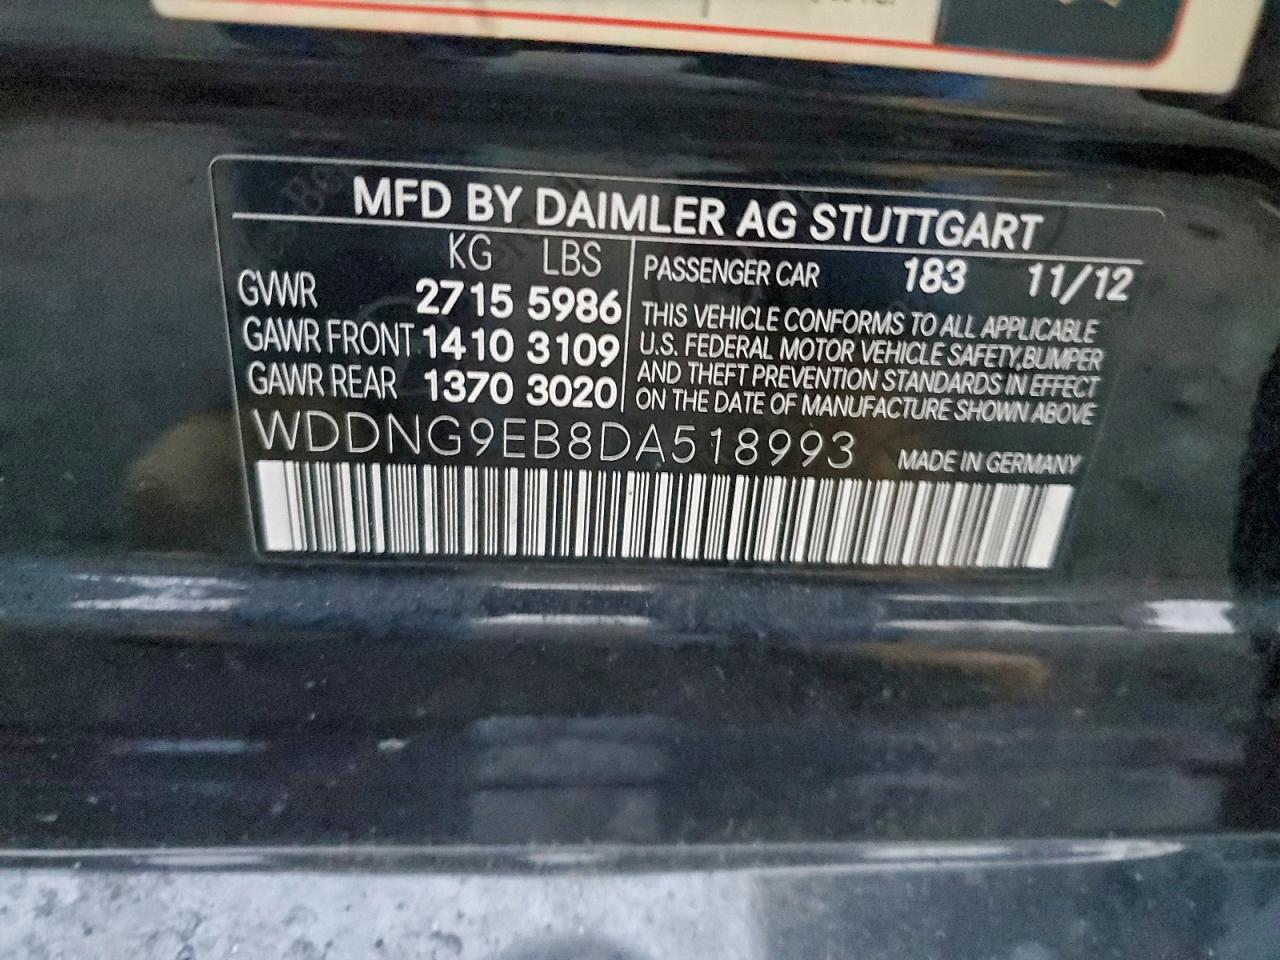 MFD BY DAIMLER AG STUTTGART
KG LBS
GVWR 2715 5986
GAWR FRONT 1410 3109
GAWR REAR 1370 3020
PASSENGER CAR 183 11/12
THIS VEHICLE CONFORMS TO ALL APPLICABLE
U.S. FEDERAL MOTOR VEHICLE SAFETY,BUMPER
AND THEFT PREVENTION STANDARDS IN EFFECT
ON THE DATE OF MANUFACTURE SHOWN ABOVE
WDDNG9EB8DA518993 MADE IN GERMANY